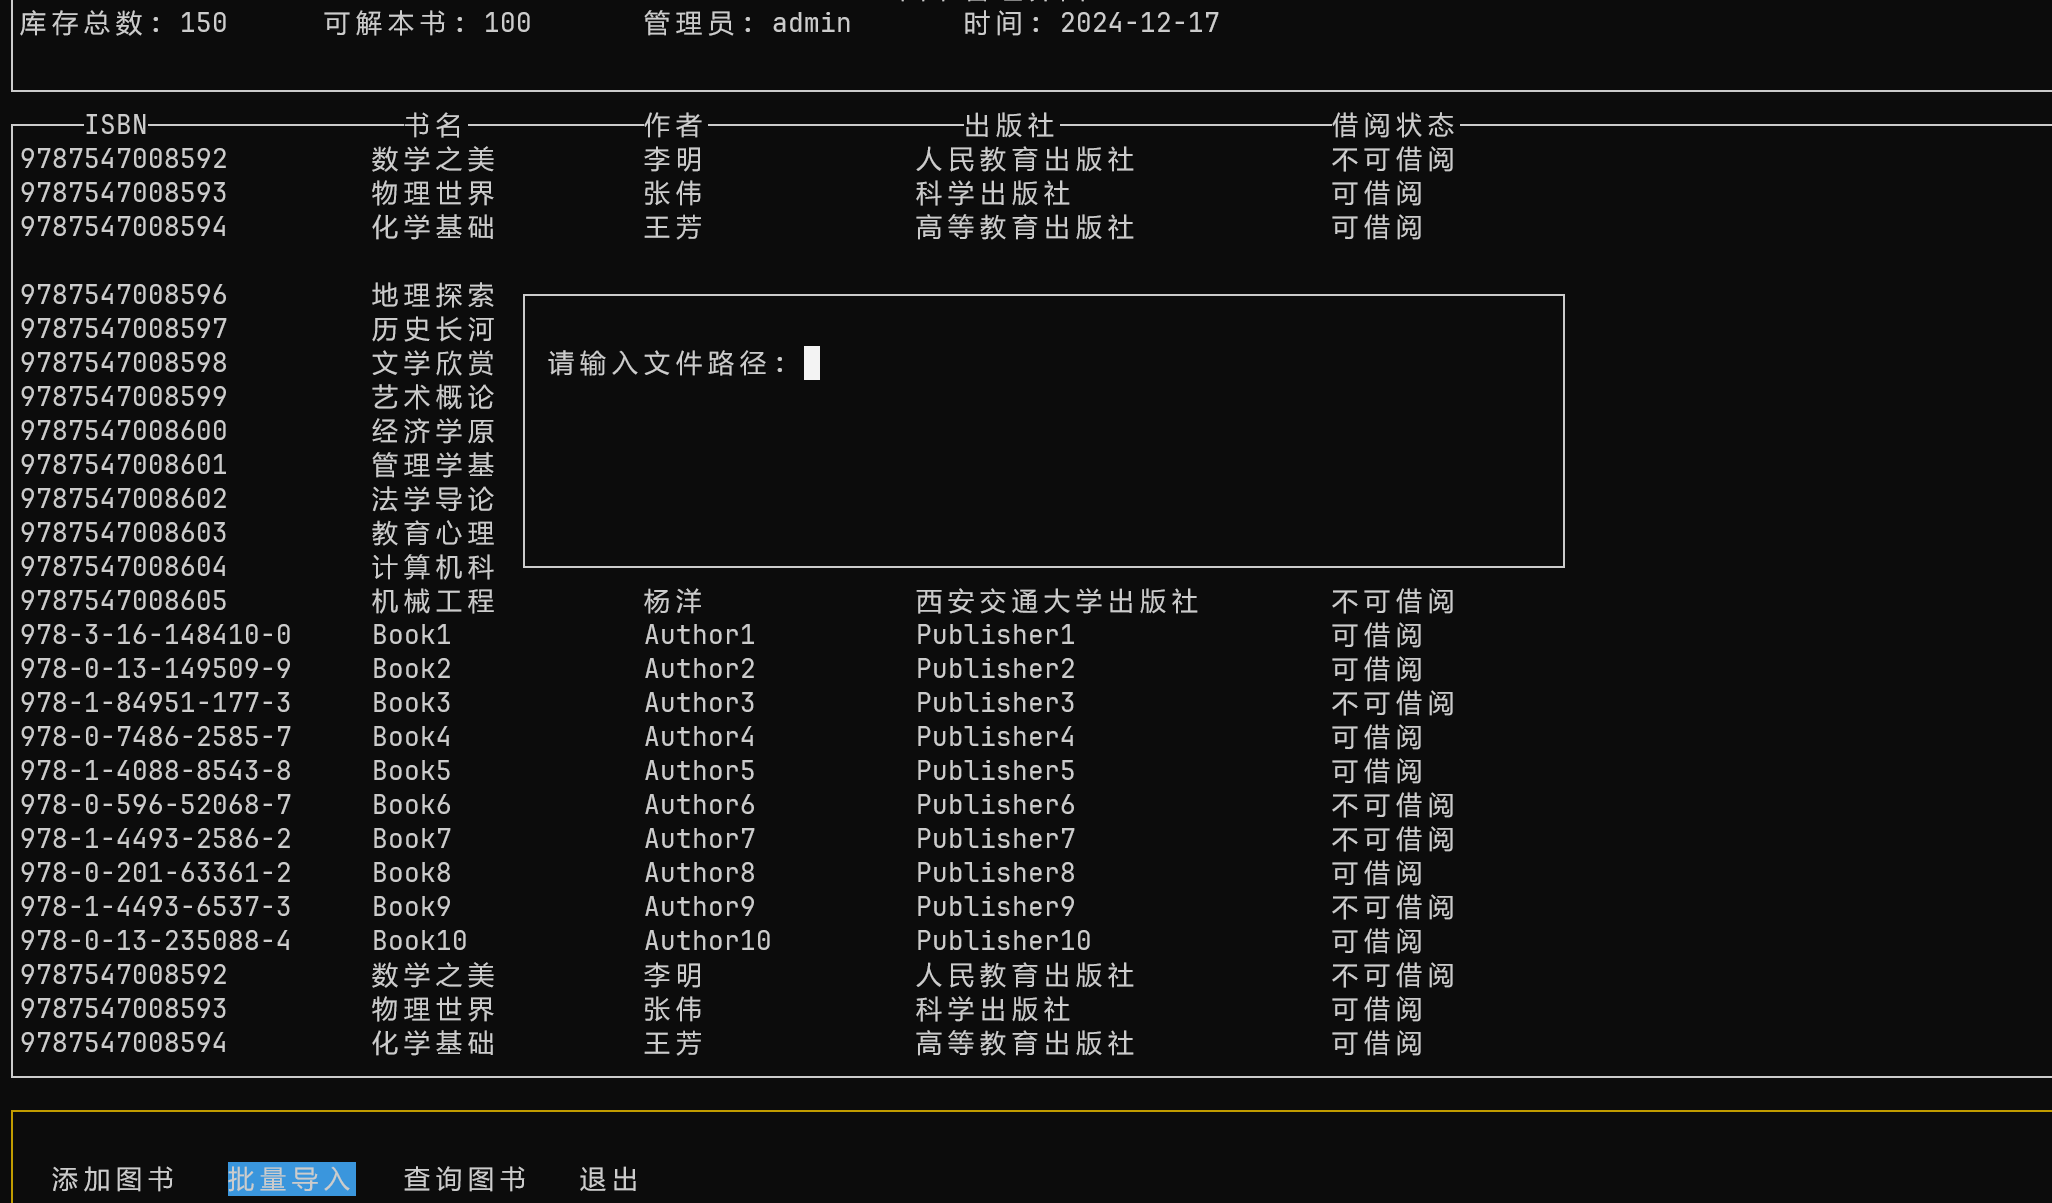 库存总数：150 可解本书：100 管理员：admin 时间：2024-12-17
ISBN 书名 作者 出版社 借阅状态
9787547008592 数学之美 李明 人民教育出版社 不可借阅
9787547008593 物理世界 张伟 科学出版社 可借阅
9787547008594 化学基础 王芳 高等教育出版社 可借阅
9787547008596 地理探索
9787547008597 历史长河
9787547008598 文学欣赏
9787547008599 艺术概论
9787547008600 经济学原
9787547008601 管理学基
9787547008602 法学导论
9787547008603 教育心理
9787547008604 计算机科
请输入文件路径：
9787547008605 机械工程 杨洋 西安交通大学出版社 不可借阅
978-3-16-148410-0 Book1 Author1 Publisher1 可借阅
978-0-13-149509-9 Book2 Author2 Publisher2 可借阅
978-1-84951-177-3 Book3 Author3 Publisher3 不可借阅
978-0-7486-2585-7 Book4 Author4 Publisher4 可借阅
978-1-4088-8543-8 Book5 Author5 Publisher5 可借阅
978-0-596-52068-7 Book6 Author6 Publisher6 不可借阅
978-1-4493-2586-2 Book7 Author7 Publisher7 不可借阅
978-0-201-63361-2 Book8 Author8 Publisher8 可借阅
978-1-4493-6537-3 Book9 Author9 Publisher9 不可借阅
978-0-13-235088-4 Book10 Author10 Publisher10 可借阅
9787547008592 数学之美 李明 人民教育出版社 不可借阅
9787547008593 物理世界 张伟 科学出版社 可借阅
9787547008594 化学基础 王芳 高等教育出版社 可借阅
添加图书 批量导入 查询图书 退出